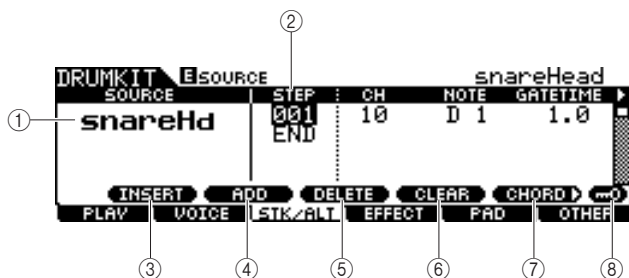 ②
DRUMKIT E SOURCE snareHead
SOURCE STEP CH NOTE GATETIME
① snareHd 001 10 D 1 1.0
END
INSERT ADD DELETE CLEAR CHORD
PLAY VOICE STK/ALT EFFECT PAD OTHER
③ ④ ⑤ ⑥ ⑦ ⑧